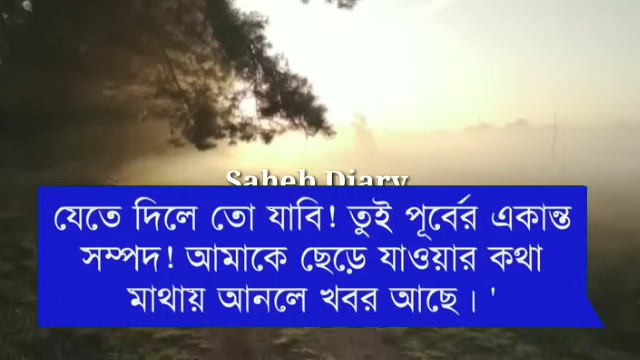 Saheb Diary
যেতে দিলে তো যাবি! তুই পূর্বের একান্ত
সম্পদ! আমাকে ছেড়ে যাওয়ার কথা
মাথায় আনলে খবর আছে। '